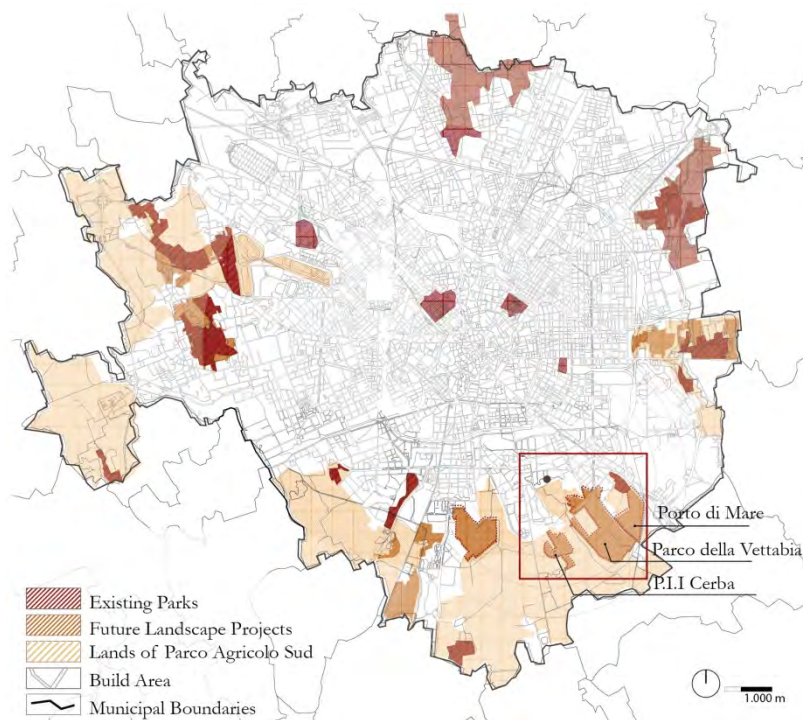 Porto di Mare
Parco della Vettabia
P.I.I Cerba
Existing Parks
Future Landscape Projects
Lands of Parco Agricolo Sud
Build Area
Municipal Boundaries
1.000 m